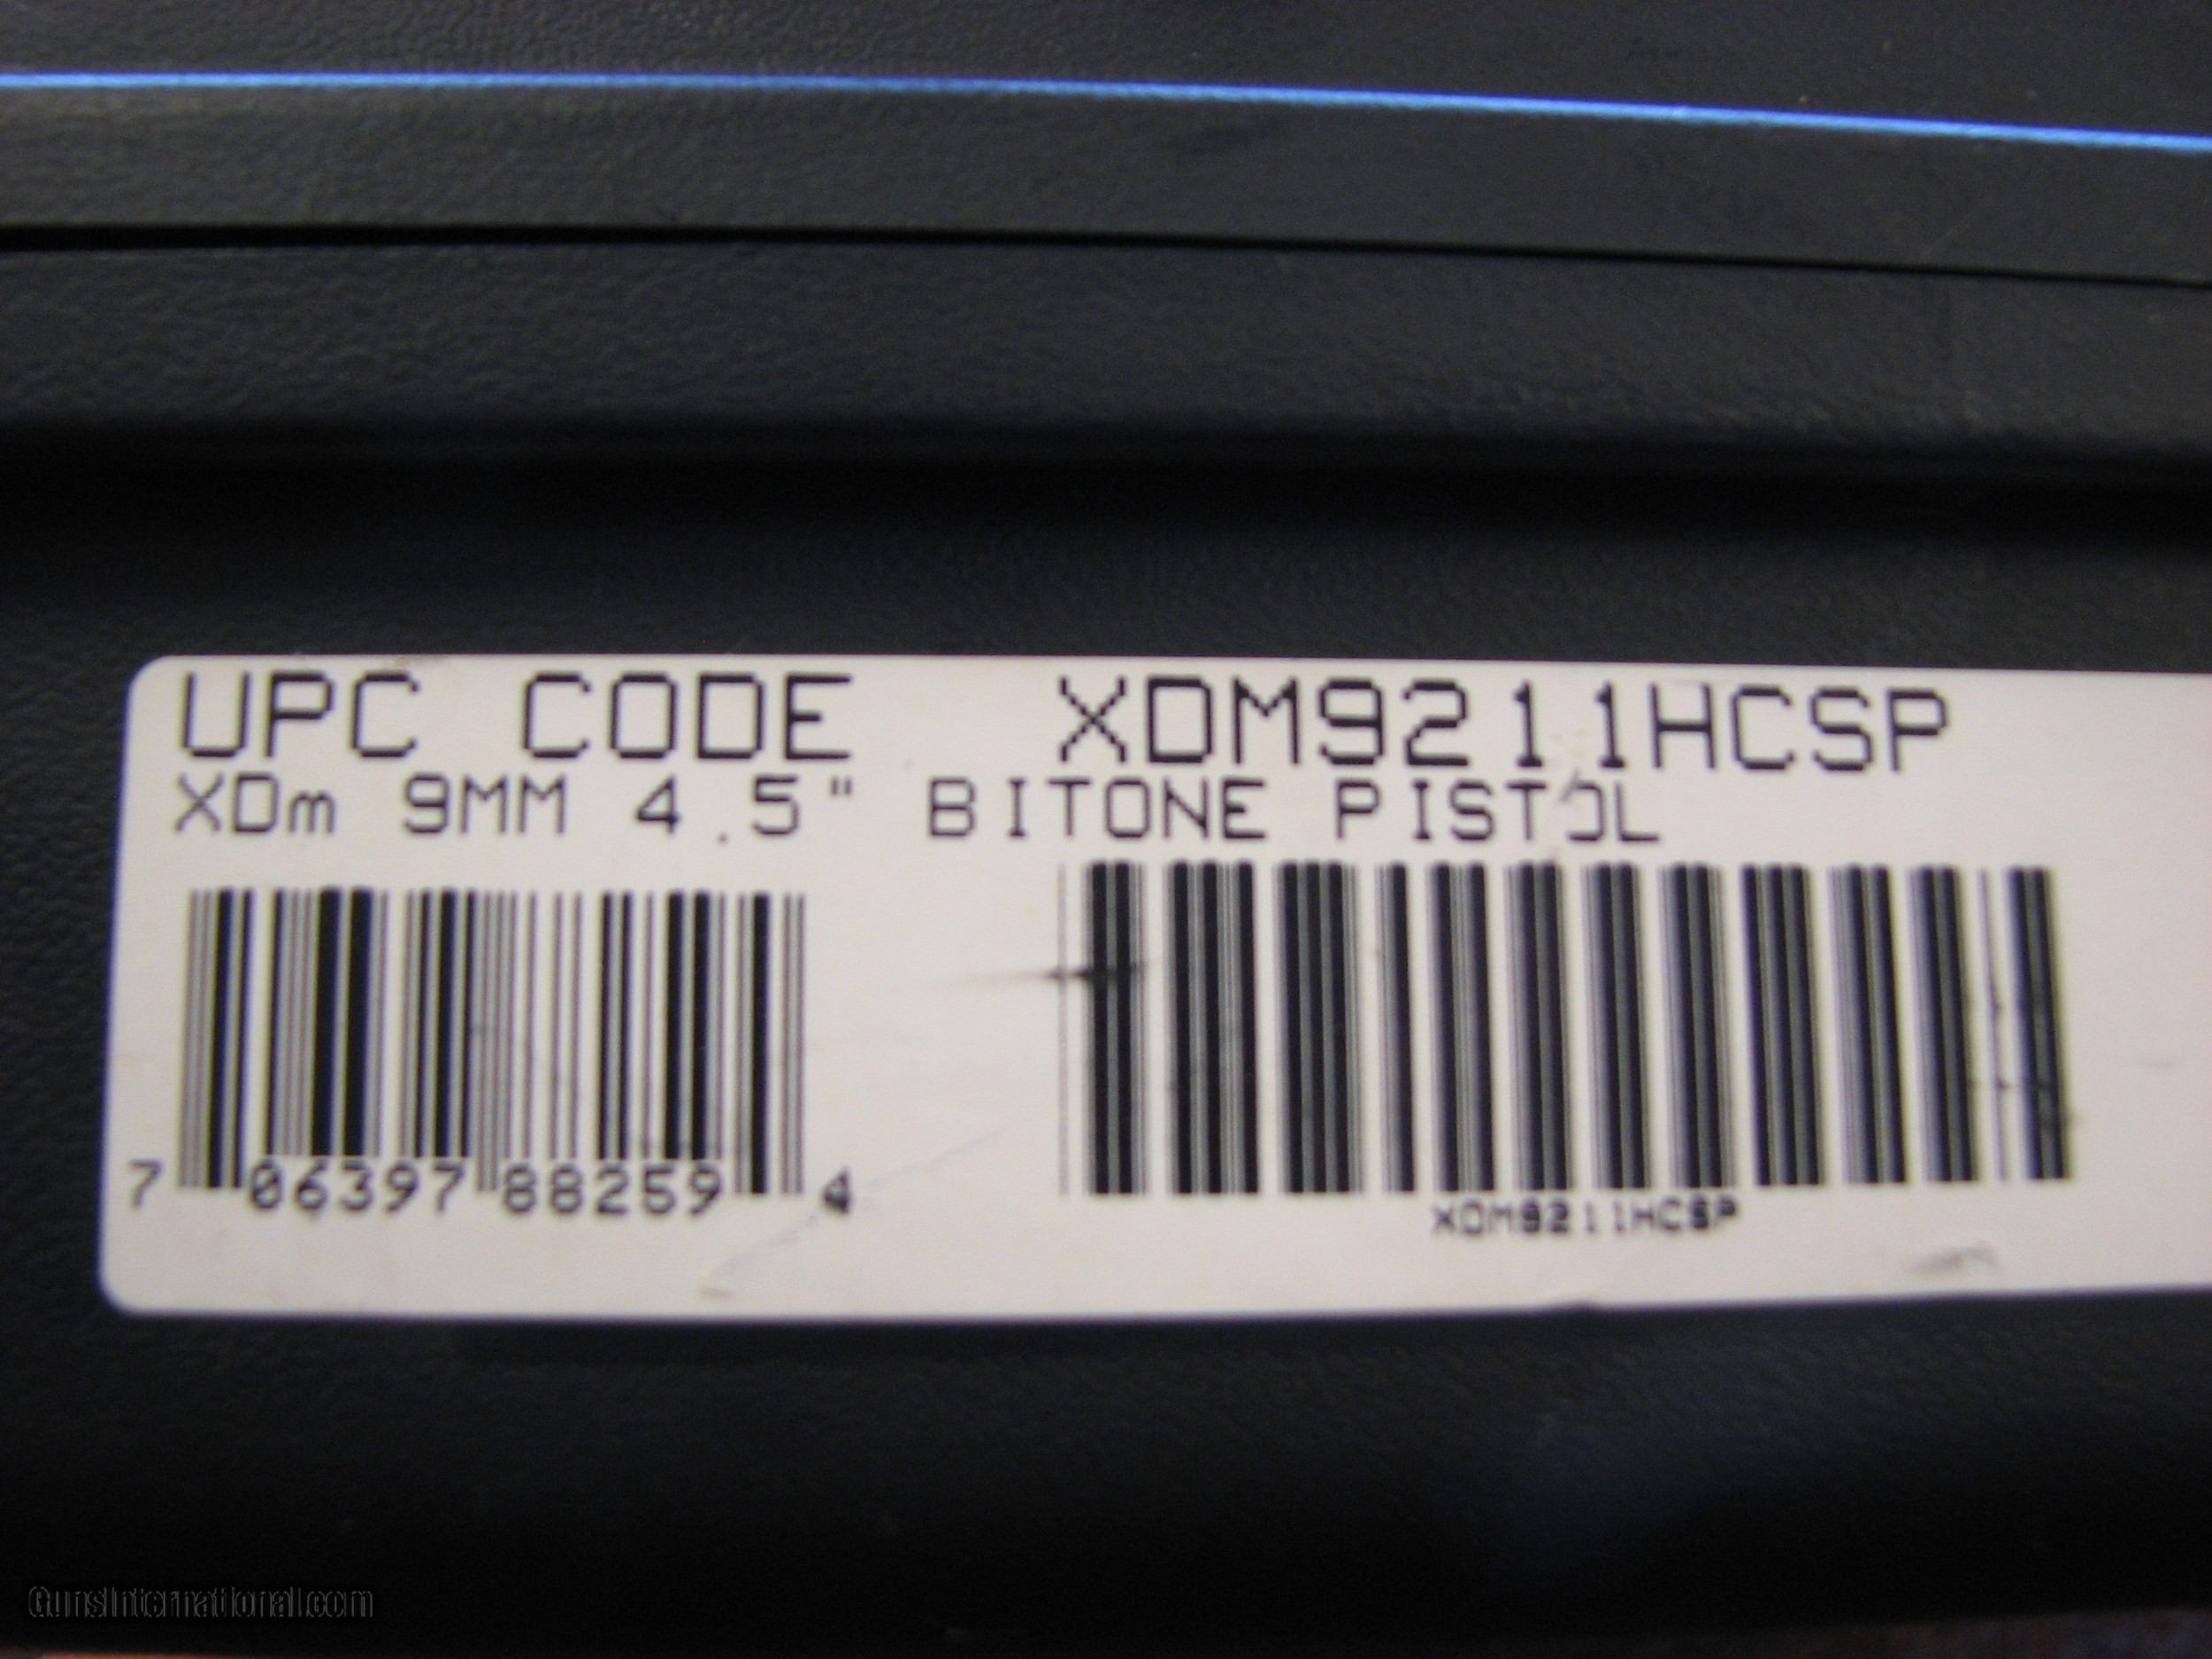 UPC CODE XDM9211HCSP
XDm 9MM 4.5" BITONE PISTOL
7 06397 88259 4
XDM9211HCSP
GunsInternational.com